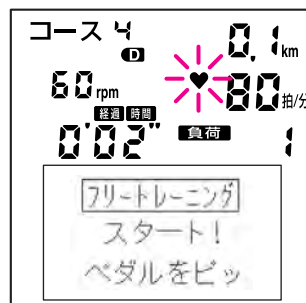 コース 4 0.1 km
D
60 rpm 80 拍/分
経過 時間
0'02" 負荷 1
フリートレーニング
スタート!
ペダルをピッ